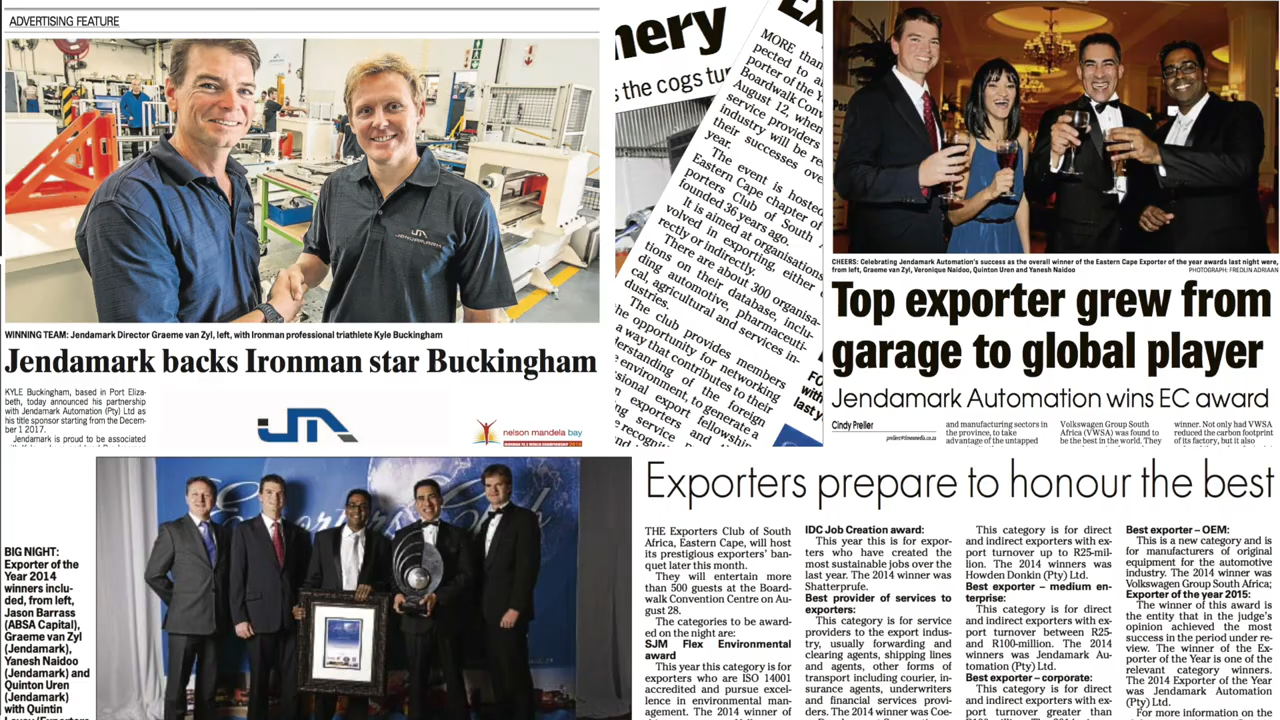 ADVERTISING FEATURE
JENDAMARK
WINNING TEAM: Jendamark Director Graeme van Zyl, left, with Ironman professional triathlete Kyle Buckingham
Jendamark backs Ironman star Buckingham
KYLE Buckingham, based in Port Eliza-
beth, today announced his partnership
with Jendamark Automation (Pty) Ltd as
his title sponsor starting from the Decem-
ber 1 2017.
Jendamark is proud to be associated
nelson mandela bay
nery
s the cogs tur
MORE than
pected to a
porter of the Y
Boardwalk Conv
August 12, when
service providers
industry will be re
their successes ove
year.
The event is hosted
Eastern Cape chapter of
porters Club of South
founded 36 years ago.
It is aimed at organisations
volved in exporting, either
rectly or indirectly.
There are about 300 organisa-
tions on their database, inclu-
ding automotive, pharmaceuti-
cal, agricultural and services in-
dustries.
The club provides members
the opportunity for networking
a way that contributes to their
derstanding of the foreign
environment, to generate a
sional export fellowship
exporters and
service
recogni
FO
with
last y
CHEERS: Celebrating Jendamark Automation's success as the overall winner of the Eastern Cape Exporter of the year awards last night were,
from left, Graeme van Zyl, Veronique Naidoo, Quinton Uren and Yanesh Naidoo
PHOTOGRAPH: FREDLIN ADRIAAN
Top exporter grew from
garage to global player
Jendamark Automation wins EC award
Cindy Preller
prellerc@timesmedia.co.za
and manufacturing sectors in
the province, to take
advantage of the untapped
Volkswagen Group South
Africa (VWSA) was found to
be the best in the world. They
winner. Not only had VWSA
reduced the carbon footprint
of its factory, but it also
BIG NIGHT:
Exporter of the
Year 2014
winners inclu-
ded, from left,
Jason Barrass
(ABSA Capital),
Graeme van Zyl
(Jendamark),
Yanesh Naidoo
(Jendamark) and
Quinton Uren
(Jendamark)
with Quintin
Exporters prepare to honour the best
THE Exporters Club of South
Africa, Eastern Cape, will host
its prestigious exporters' ban-
quet later this month.
They will entertain more
than 500 guests at the Board-
walk Convention Centre on Au-
gust 28.
The categories to be award-
ed on the night are:
SJM Flex Environmental
award
This year this category is for
exporters who are ISO 14001
accredited and pursue excel-
lence in environmental man-
agement. The 2014 winner of
IDC Job Creation award:
This year this is for expor-
ters who have created the
most sustainable jobs over the
last year. The 2014 winner was
Shatterprufe.
Best provider of services to
exporters:
This category is for service
providers to the export indus-
try, usually forwarding and
clearing agents, shipping lines
and agents, other forms of
transport including courier, in-
surance agents, underwriters
and financial services provi-
ders. The 2014 winner was Coe-
This category is for direct
and indirect exporters with ex-
port turnover up to R25-mil-
lion. The 2014 winners was
Howden Donkin (Pty) Ltd.
Best exporter – medium en-
terprise:
This category is for direct
and indirect exporters with ex-
port turnover between R25-
and R100-million. The 2014
winners was Jendamark Au-
tomation (Pty) Ltd.
Best exporter – corporate:
This category is for direct
and indirect exporters with ex-
port turnover greater than
Best exporter – OEM:
This is a new category and is
for manufacturers of original
equipment for the automotive
industry. The 2014 winner was
Volkswagen Group South Africa;
Exporter of the year 2015:
The winner of this award is
the entity that in the judge's
opinion achieved the most
success in the period under re-
view. The winner of the Ex-
porter of the Year is one of the
relevant category winners.
The 2014 Exporter of the Year
was Jendamark Automation
(Pty) Ltd.
For more information on the